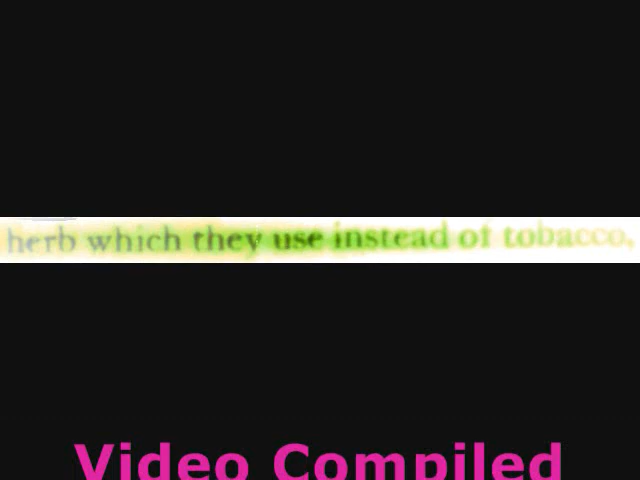 herb which they use instead of tobacco,
Video Compiled